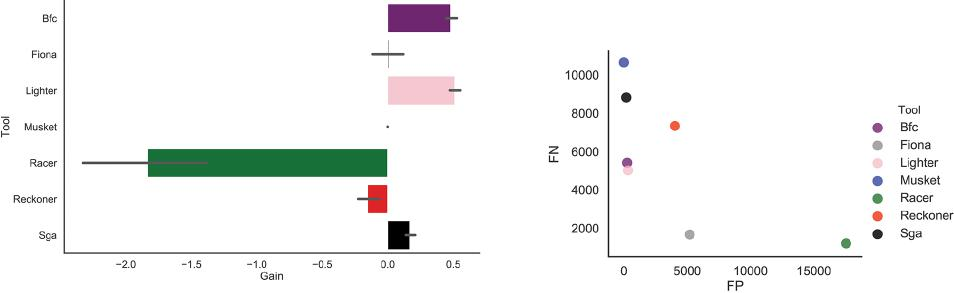 Bfc
Fiona
Lighter
Musket
Racer
Reckoner
Sga
Tool
−2.0 −1.5 −1.0 −0.5 0.0 0.5
Gain
10000
8000
6000
4000
2000
FN
0 5000 10000 15000
FP
Tool
Bfc
Fiona
Lighter
Musket
Racer
Reckoner
Sga